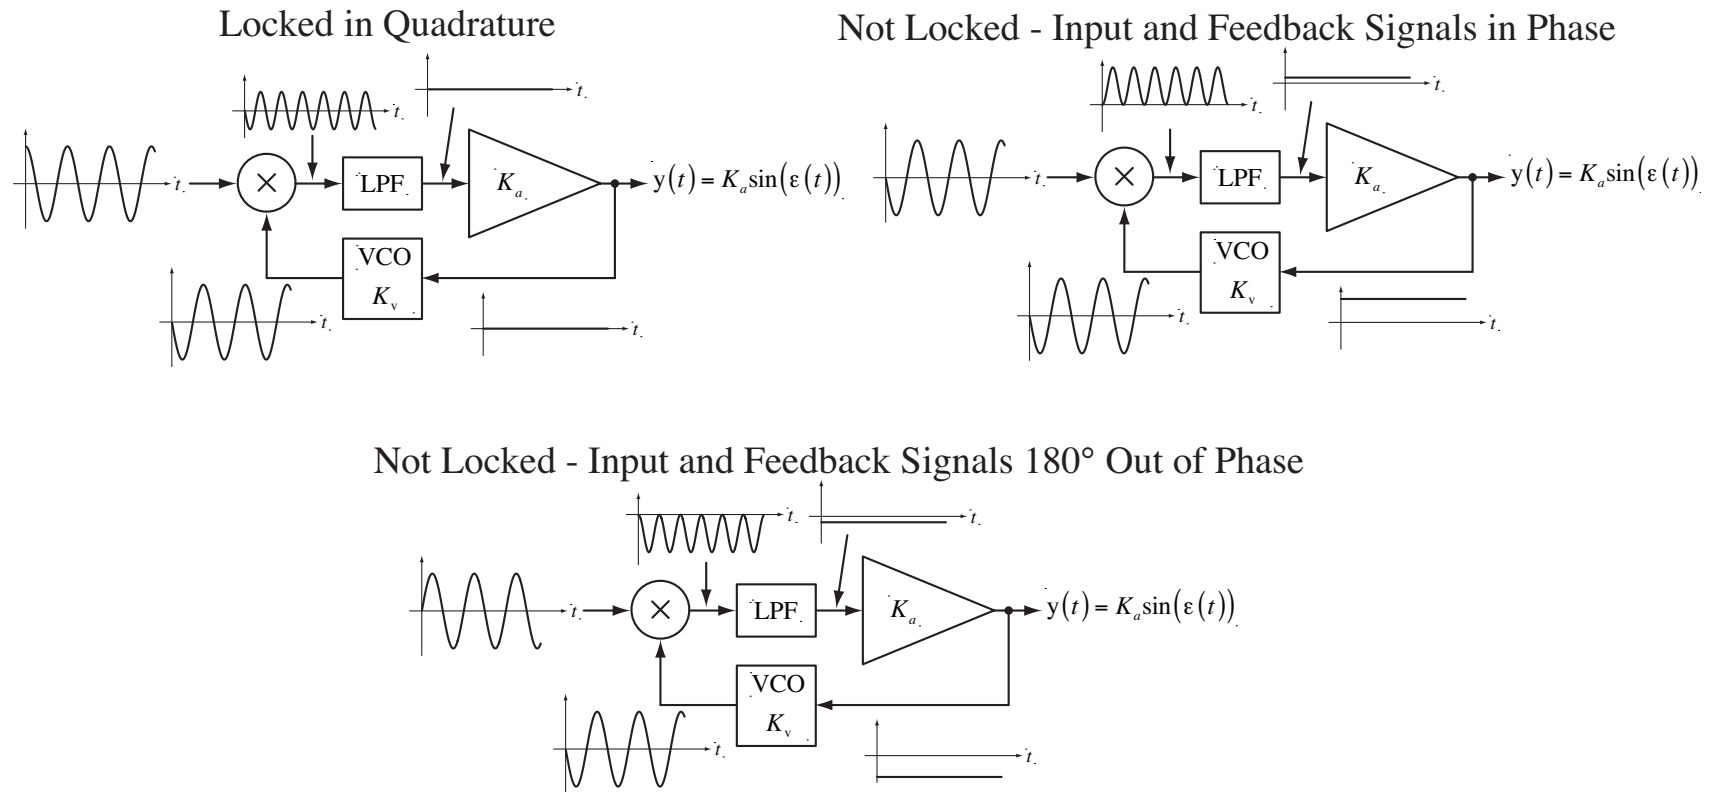 Locked in Quadrature
t
t
t
×
LPF
K_a
y(t) = K_a sin(ε(t))
VCO
K_v
t
t
Not Locked - Input and Feedback Signals in Phase
t
t
t
×
LPF
K_a
y(t) = K_a sin(ε(t))
VCO
K_v
t
t
Not Locked - Input and Feedback Signals 180° Out of Phase
t
t
t
×
LPF
K_a
y(t) = K_a sin(ε(t))
VCO
K_v
t
t